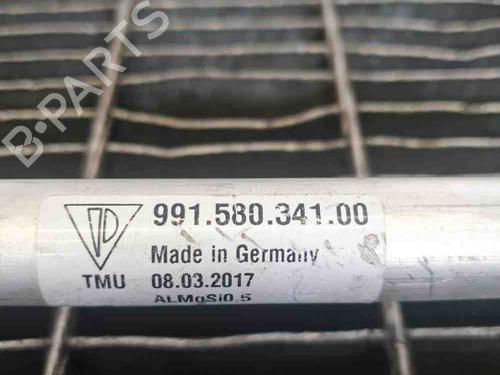 B-PARTS
991.580.341.00
Made in Germany
TMU 08.03.2017
ALMgSi0,5